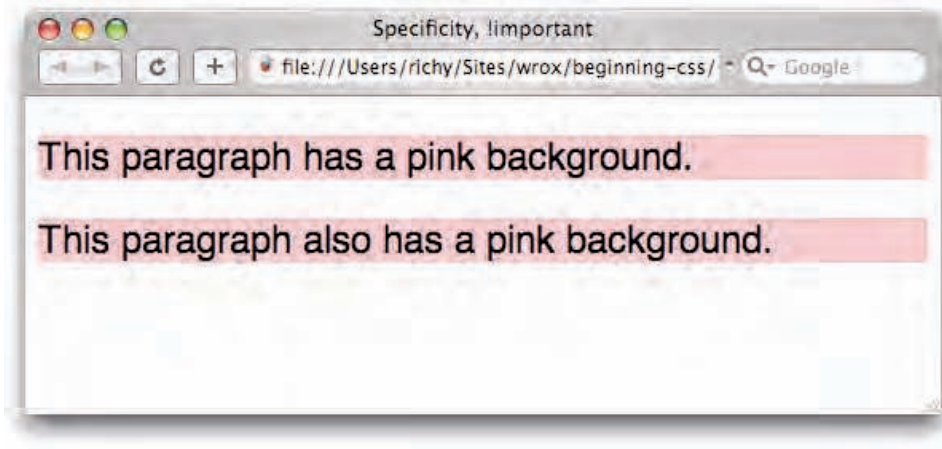 Specificity, !important
file:///Users/richy/Sites/wrox/beginning-css/ Google
This paragraph has a pink background.
This paragraph also has a pink background.